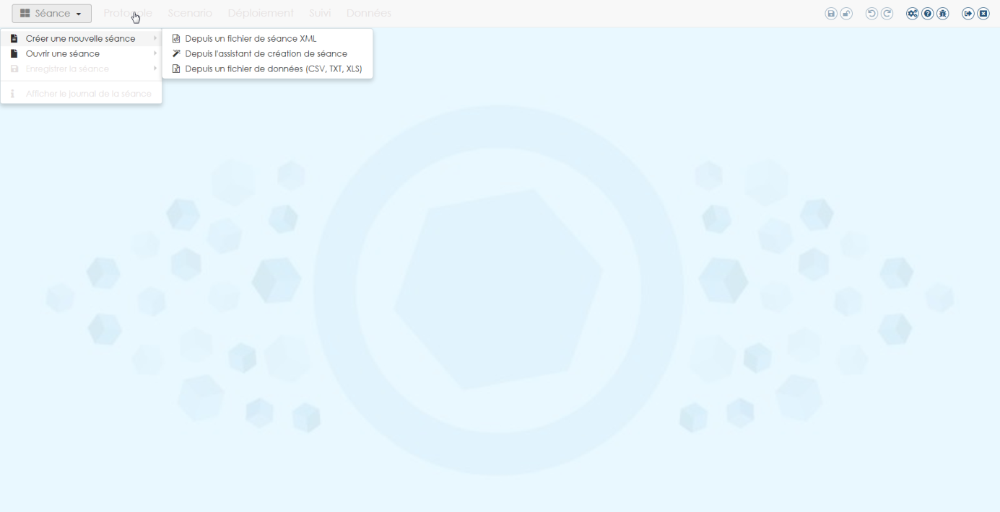 Séance
Protocole
Scenario
Déploiement
Suivi
Données
Créer une nouvelle séance
Ouvrir une séance
Enregistrer la séance
Afficher le journal de la séance
Depuis un fichier de séance XML
Depuis l'assistant de création de séance
Depuis un fichier de données (CSV, TXT, XLS)